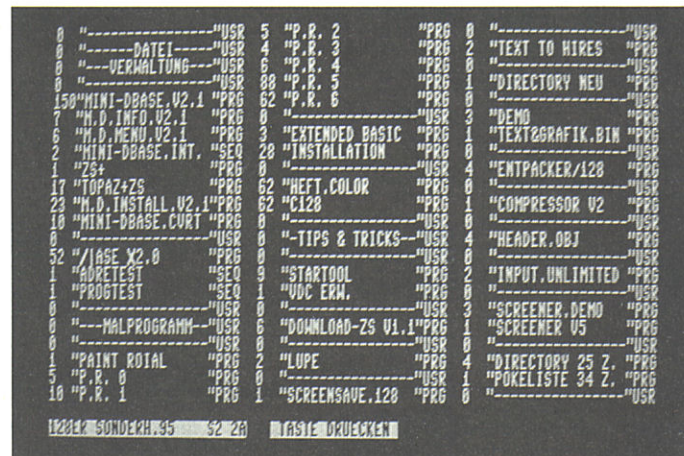 0 "----------------"USR
0 "------DATEI-----"USR
0 "---VERWALTUNG---"USR
0 "----------------"USR
150"MINI-DBASE.V2.1 "PRG
7 "M.D.INFO.V2.1 "PRG
6 "M.D.MENU.V2.1 "PRG
2 "MINI-DBASE.INT. "SEQ
1 "ZS+ "PRG
17 "TOPAZ+ZS "PRG
23 "M.D.INSTALL.V2.1"PRG
10 "MINI-DBASE.CVRT "PRG
0 "----------------"USR
52 "/JASE X2.0 "PRG
1 "ADRETEST "SEQ
1 "PROGTEST "SEQ
0 "----------------"USR
0 "---MALPROGRAMM--"USR
0 "----------------"USR
1 "PAINT ROIAL "PRG
5 "P.R. 0 "PRG
10 "P.R. 1 "PRG
5 "P.R. 2 "PRG
4 "P.R. 3 "PRG
6 "P.R. 4 "PRG
88 "P.R. 5 "PRG
62 "P.R. 6 "PRG
0 "----------------"USR
3 "EXTENDED BASIC "PRG
28 "INSTALLATION "PRG
0 "----------------"USR
62 "HEFT.COLOR "PRG
62 "C128 "PRG
0 "----------------"USR
0 "-TIPS & TRICKS--"USR
0 "----------------"USR
9 "STARTOOL "PRG
1 "VDC ERW. "PRG
0 "----------------"USR
6 "DOWNLOAD-ZS V1.1"PRG
0 "----------------"USR
2 "LUPE "PRG
0 "----------------"USR
1 "SCREENSAVE.128 "PRG
0 "----------------"USR
2 "TEXT TO HIRES "PRG
0 "----------------"USR
1 "DIRECTORY NEU "PRG
0 "----------------"USR
3 "DEMO "PRG
1 "TEXT&GRAFIK.BIN "PRG
0 "----------------"USR
4 "ENTPACKER/128 "PRG
0 "----------------"USR
1 "COMPRESSOR V2 "PRG
0 "----------------"USR
4 "HEADER.OBJ "PRG
0 "----------------"USR
2 "INPUT.UNLIMITED "PRG
0 "----------------"USR
3 "SCREENER.DEMO "PRG
1 "SCREENER V5 "PRG
0 "----------------"USR
4 "DIRECTORY 25 Z. "PRG
1 "POKELISTE 34 Z. "PRG
0 "----------------"USR
128ER SONDERH.95 S2 2A TASTE DRUECKEN